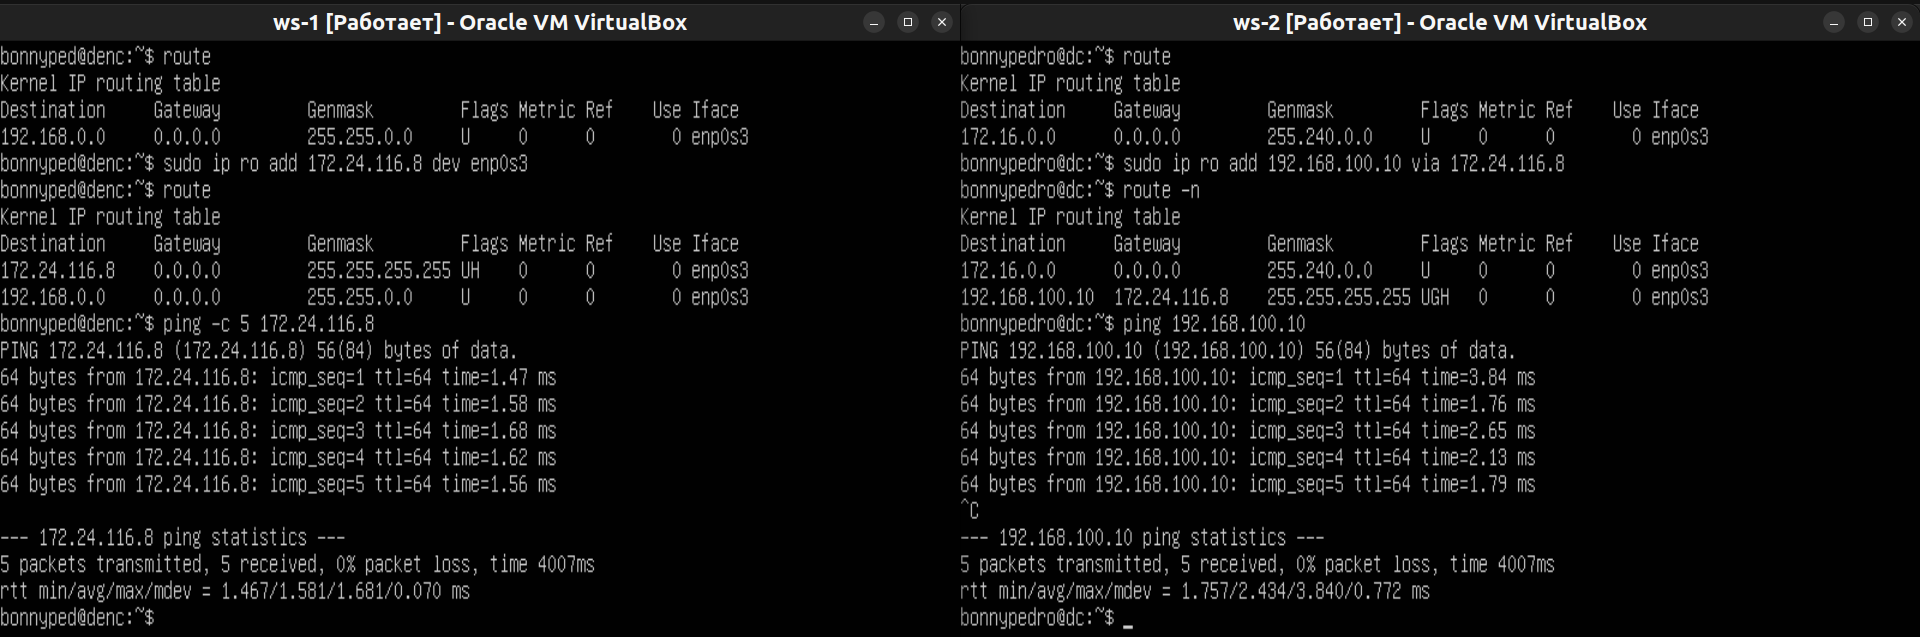 ws-1 [Работает] - Oracle VM VirtualBox
bonnyped@denc:~$ route
Kernel IP routing table
Destination     Gateway         Genmask         Flags Metric Ref    Use Iface
192.168.0.0     0.0.0.0         255.255.0.0     U     0      0        0 enp0s3
bonnyped@denc:~$ sudo ip ro add 172.24.116.8 dev enp0s3
bonnyped@denc:~$ route
Kernel IP routing table
Destination     Gateway         Genmask         Flags Metric Ref    Use Iface
172.24.116.8    0.0.0.0         255.255.255.255 UH    0      0        0 enp0s3
192.168.0.0     0.0.0.0         255.255.0.0     U     0      0        0 enp0s3
bonnyped@denc:~$ ping -c 5 172.24.116.8
PING 172.24.116.8 (172.24.116.8) 56(84) bytes of data.
64 bytes from 172.24.116.8: icmp_seq=1 ttl=64 time=1.47 ms
64 bytes from 172.24.116.8: icmp_seq=2 ttl=64 time=1.58 ms
64 bytes from 172.24.116.8: icmp_seq=3 ttl=64 time=1.68 ms
64 bytes from 172.24.116.8: icmp_seq=4 ttl=64 time=1.62 ms
64 bytes from 172.24.116.8: icmp_seq=5 ttl=64 time=1.56 ms
--- 172.24.116.8 ping statistics ---
5 packets transmitted, 5 received, 0% packet loss, time 4007ms
rtt min/avg/max/mdev = 1.467/1.581/1.681/0.070 ms
bonnyped@denc:~$
ws-2 [Работает] - Oracle VM VirtualBox
bonnypedro@dc:~$ route
Kernel IP routing table
Destination     Gateway         Genmask         Flags Metric Ref    Use Iface
172.16.0.0      0.0.0.0         255.240.0.0     U     0      0        0 enp0s3
bonnypedro@dc:~$ sudo ip ro add 192.168.100.10 via 172.24.116.8
bonnypedro@dc:~$ route -n
Kernel IP routing table
Destination     Gateway         Genmask         Flags Metric Ref    Use Iface
172.16.0.0      0.0.0.0         255.240.0.0     U     0      0        0 enp0s3
192.168.100.10  172.24.116.8    255.255.255.255 UGH   0      0        0 enp0s3
bonnypedro@dc:~$ ping 192.168.100.10
PING 192.168.100.10 (192.168.100.10) 56(84) bytes of data.
64 bytes from 192.168.100.10: icmp_seq=1 ttl=64 time=3.84 ms
64 bytes from 192.168.100.10: icmp_seq=2 ttl=64 time=1.76 ms
64 bytes from 192.168.100.10: icmp_seq=3 ttl=64 time=2.65 ms
64 bytes from 192.168.100.10: icmp_seq=4 ttl=64 time=2.13 ms
64 bytes from 192.168.100.10: icmp_seq=5 ttl=64 time=1.79 ms
^C
--- 192.168.100.10 ping statistics ---
5 packets transmitted, 5 received, 0% packet loss, time 4007ms
rtt min/avg/max/mdev = 1.757/2.434/3.840/0.772 ms
bonnypedro@dc:~$ _